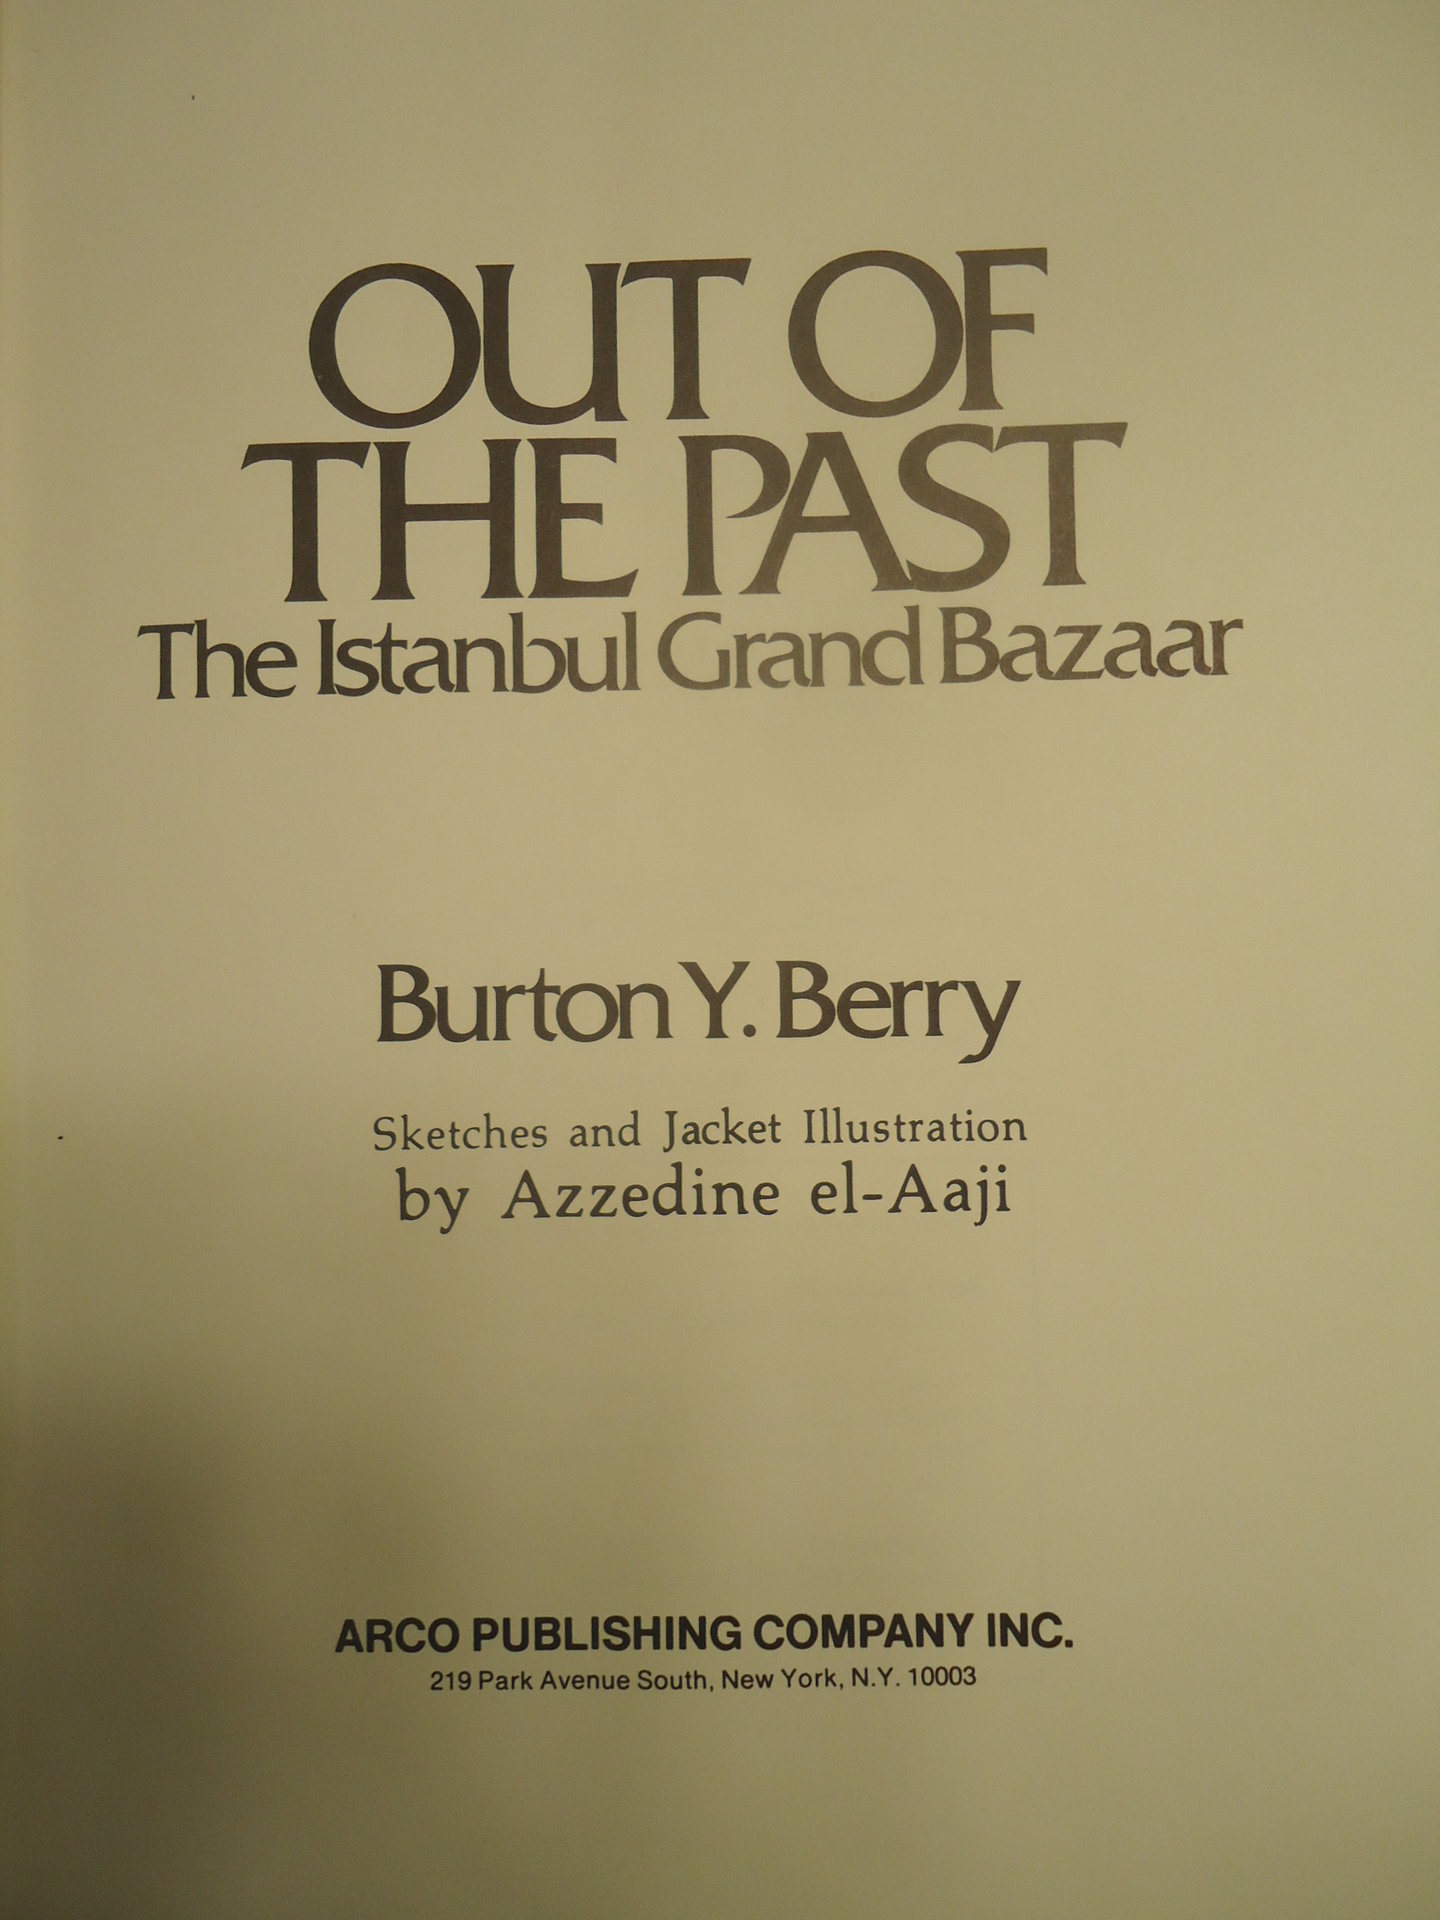 OUT OF
THE PAST
The Istanbul Grand Bazaar
Burton Y. Berry
Sketches and Jacket Illustration
by Azzedine el-Aaji
ARCO PUBLISHING COMPANY INC.
219 Park Avenue South, New York, N.Y. 10003